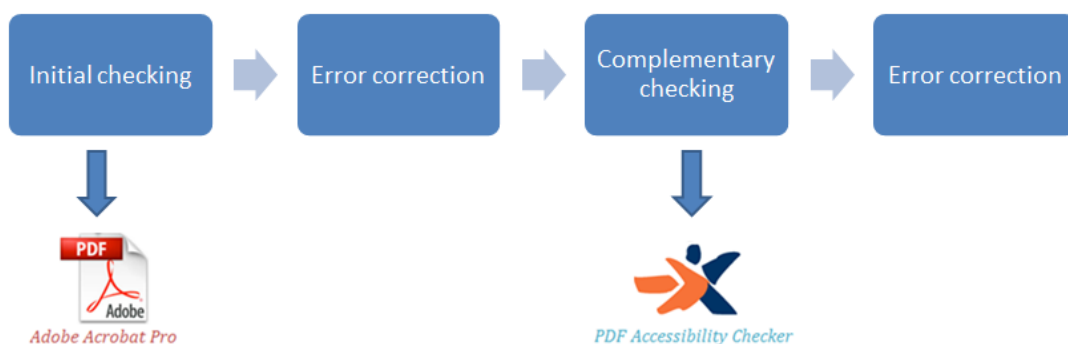 Initial checking
Error correction
Complementary
checking
Error correction
PDF
Adobe
Adobe Acrobat Pro
PDF Accessibility Checker